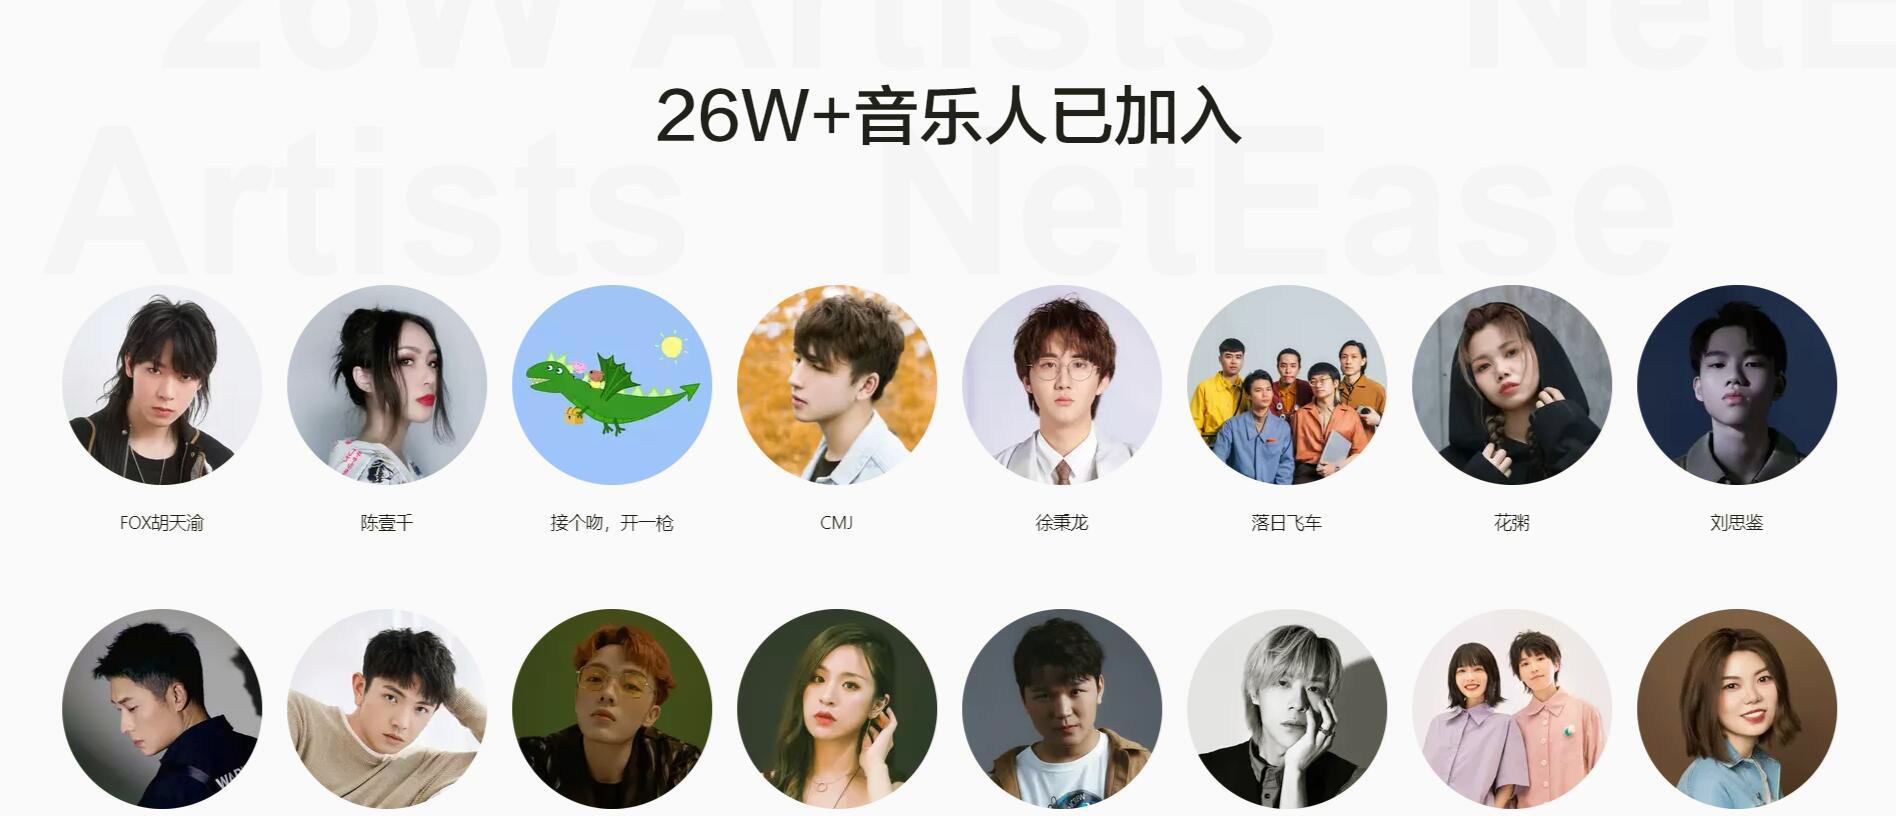 26W Artists NetE
26W+音乐人已加入
Artists NetEase
FOX胡天渝
陈壹千
接个吻，开一枪
CMJ
徐秉龙
落日飞车
花粥
刘思鉴